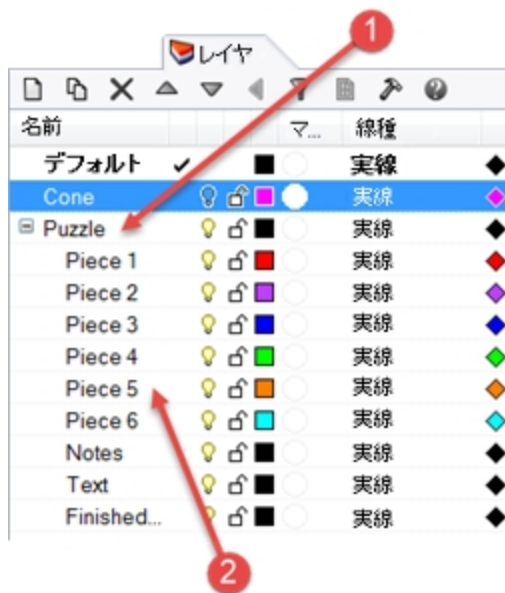 1
レイヤ
名前 マ... 線種
デフォルト 実線
Cone 実線
Puzzle 実線
Piece 1 実線
Piece 2 実線
Piece 3 実線
Piece 4 実線
Piece 5 実線
Piece 6 実線
Notes 実線
Text 実線
Finished... 実線
2